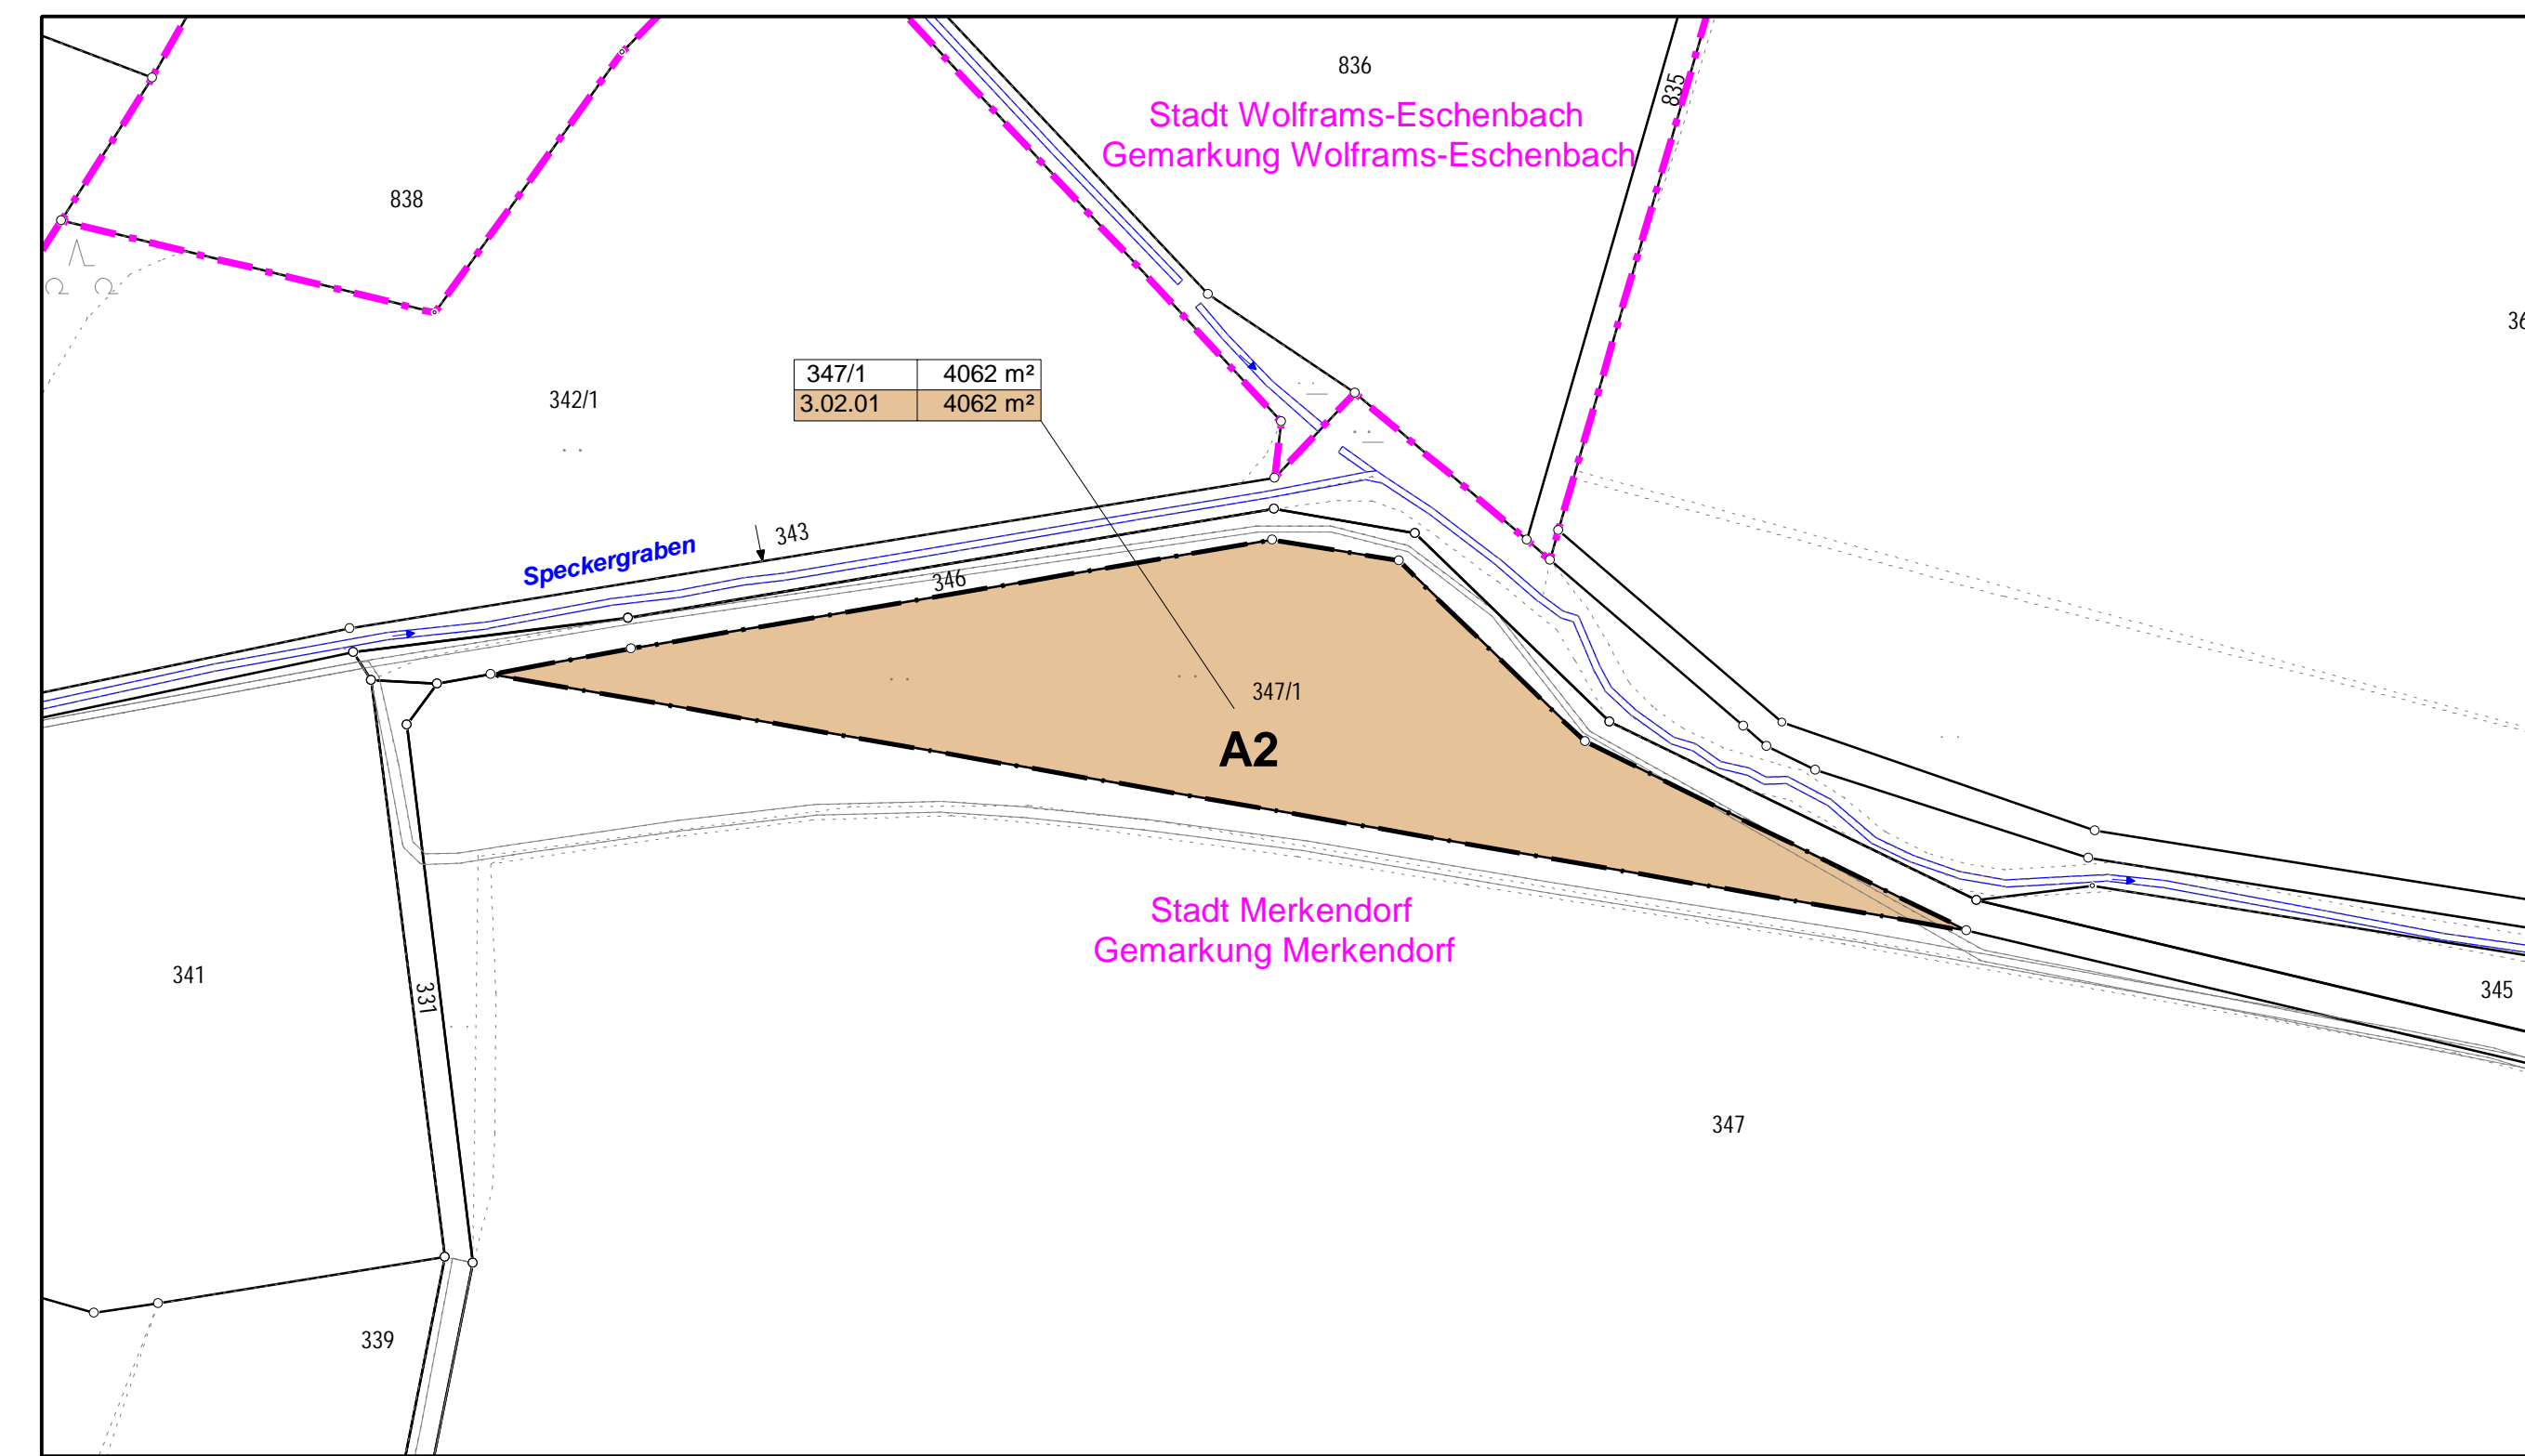 836
835
Stadt Wolframs-Eschenbach
Gemarkung Wolframs-Eschenbach
838
342/1
347/1 4062 m²
3.02.01 4062 m²
343
Speckergraben
346
347/1
A2
Stadt Merkendorf
Gemarkung Merkendorf
341
331
345
347
339